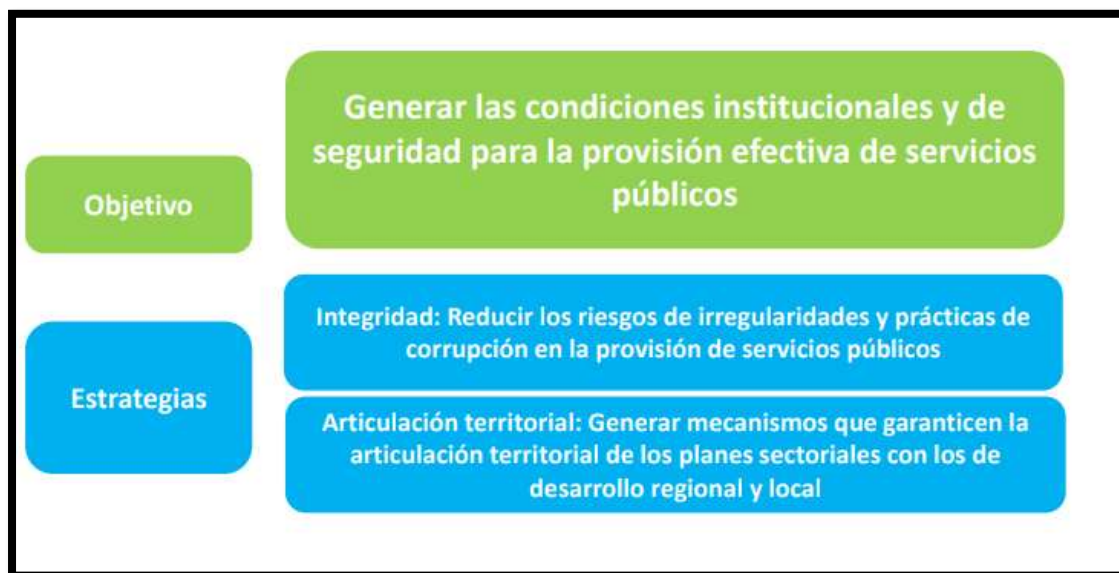 Generar las condiciones institucionales y de
seguridad para la provisión efectiva de servicios
públicos
Objetivo
Integridad: Reducir los riesgos de irregularidades y prácticas de
corrupción en la provisión de servicios públicos
Estrategias
Articulación territorial: Generar mecanismos que garanticen la
articulación territorial de los planes sectoriales con los de
desarrollo regional y local